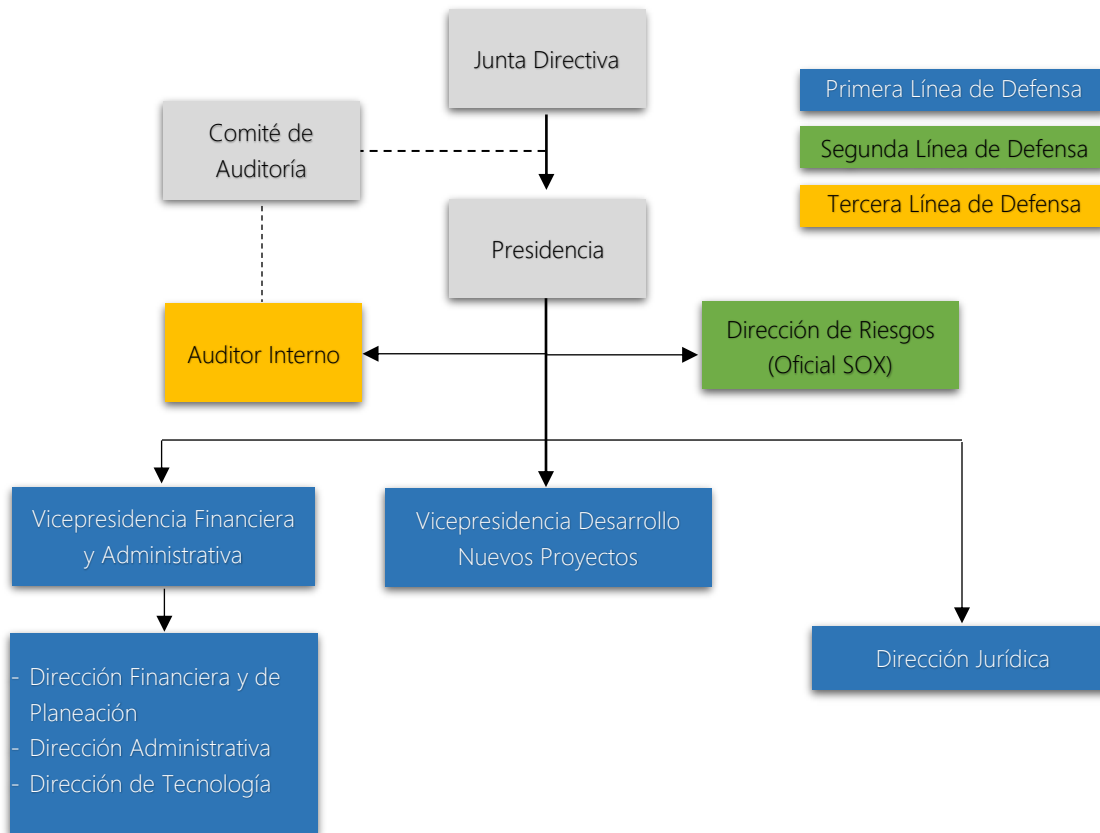 Junta Directiva
Primera Línea de Defensa
Comité de
Auditoría
Segunda Línea de Defensa
Tercera Línea de Defensa
Presidencia
Auditor Interno
Dirección de Riesgos
(Oficial SOX)
Vicepresidencia Financiera
y Administrativa
Vicepresidencia Desarrollo
Nuevos Proyectos
- Dirección Financiera y de
Planeación
- Dirección Administrativa
- Dirección de Tecnología
Dirección Jurídica